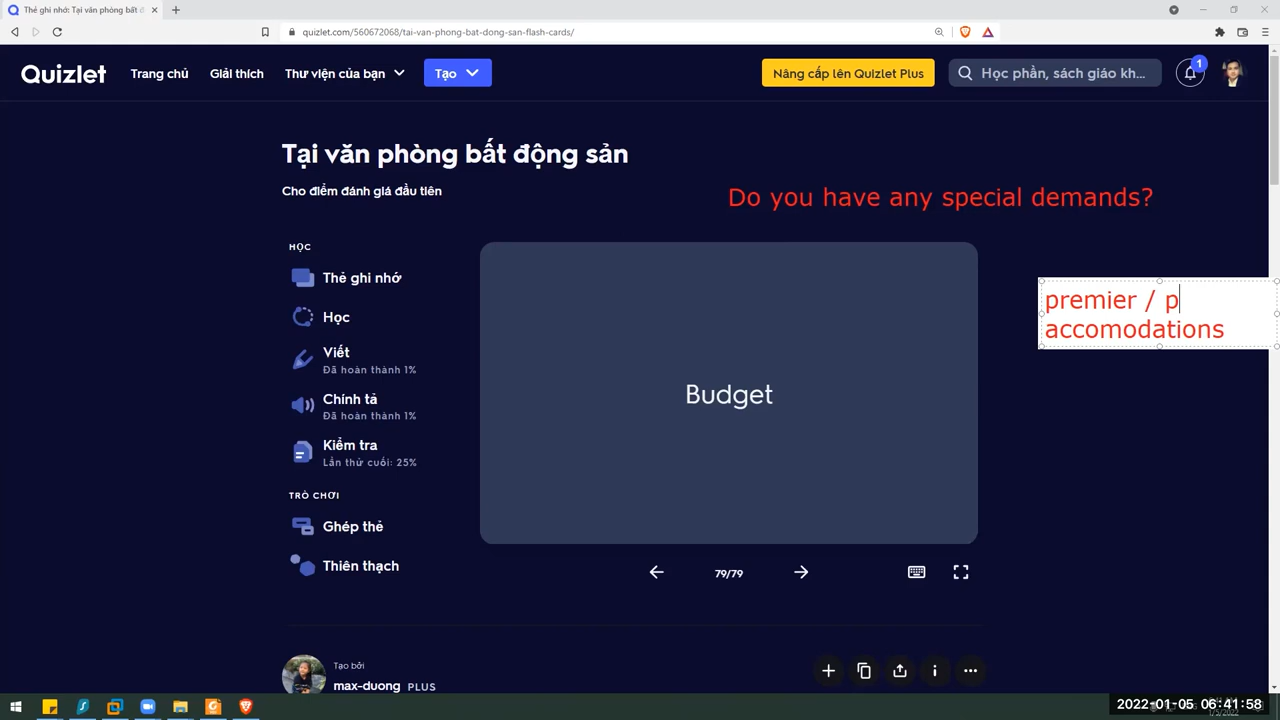 Thẻ ghi nhớ: Tại văn phòng bất đ
quizlet.com/560672068/tai-van-phong-bat-dong-san-flash-cards/
Quizlet
Trang chủ
Giải thích
Thư viện của bạn
Tạo
Nâng cấp lên Quizlet Plus
Học phần, sách giáo kh...
1
Tại văn phòng bất động sản
Cho điểm đánh giá đầu tiên
Do you have any special demands?
HỌC
Thẻ ghi nhớ
Học
Viết
Đã hoàn thành 1%
Chính tả
Đã hoàn thành 1%
Kiểm tra
Lần thử cuối: 25%
TRÒ CHƠI
Ghép thẻ
Thiên thạch
Budget
premier / p
accomodations
79/79
Tạo bởi
max-duong PLUS
2022-01-05 06:41:58